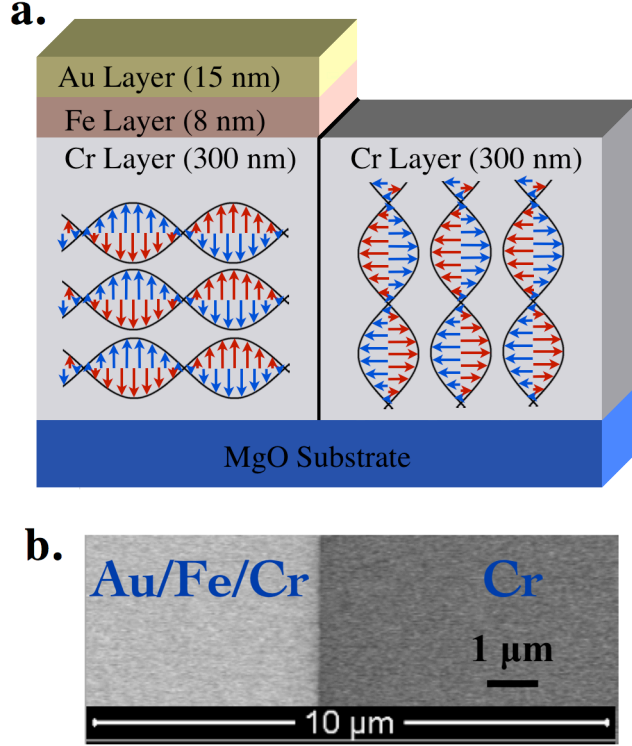 a.
Au Layer (15 nm)
Fe Layer (8 nm)
Cr Layer (300 nm)
Cr Layer (300 nm)
MgO Substrate
b.
Au/Fe/Cr
Cr
1 μm
10 μm